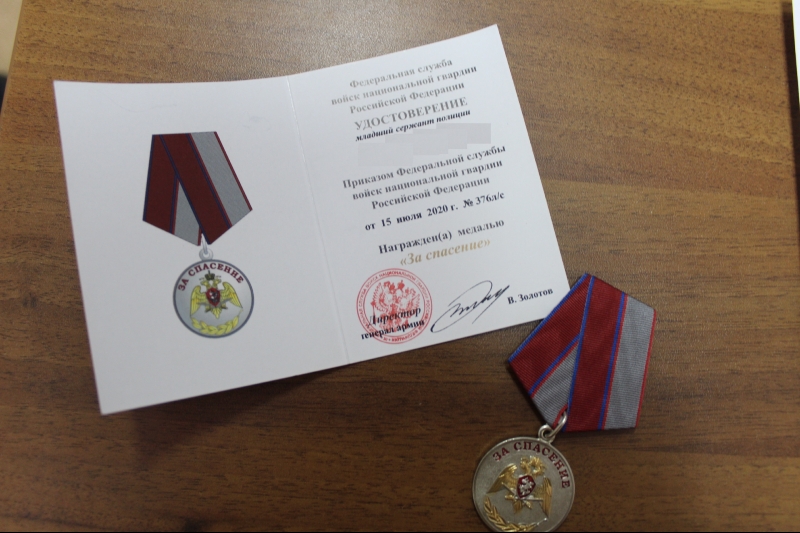 ЗА СПАСЕНИЕ
Федеральная служба
войск национальной гвардии
Российской Федерации
УДОСТОВЕРЕНИЕ
младший сержант полиции
Приказом Федеральной службы
войск национальной гвардии
Российской Федерации
от 15 июля 2020 г. № 376л/с
Награжден(а) медалью
«За спасение»
Директор
генерал армии
В. Золотов
ЗА СПАСЕНИЕ